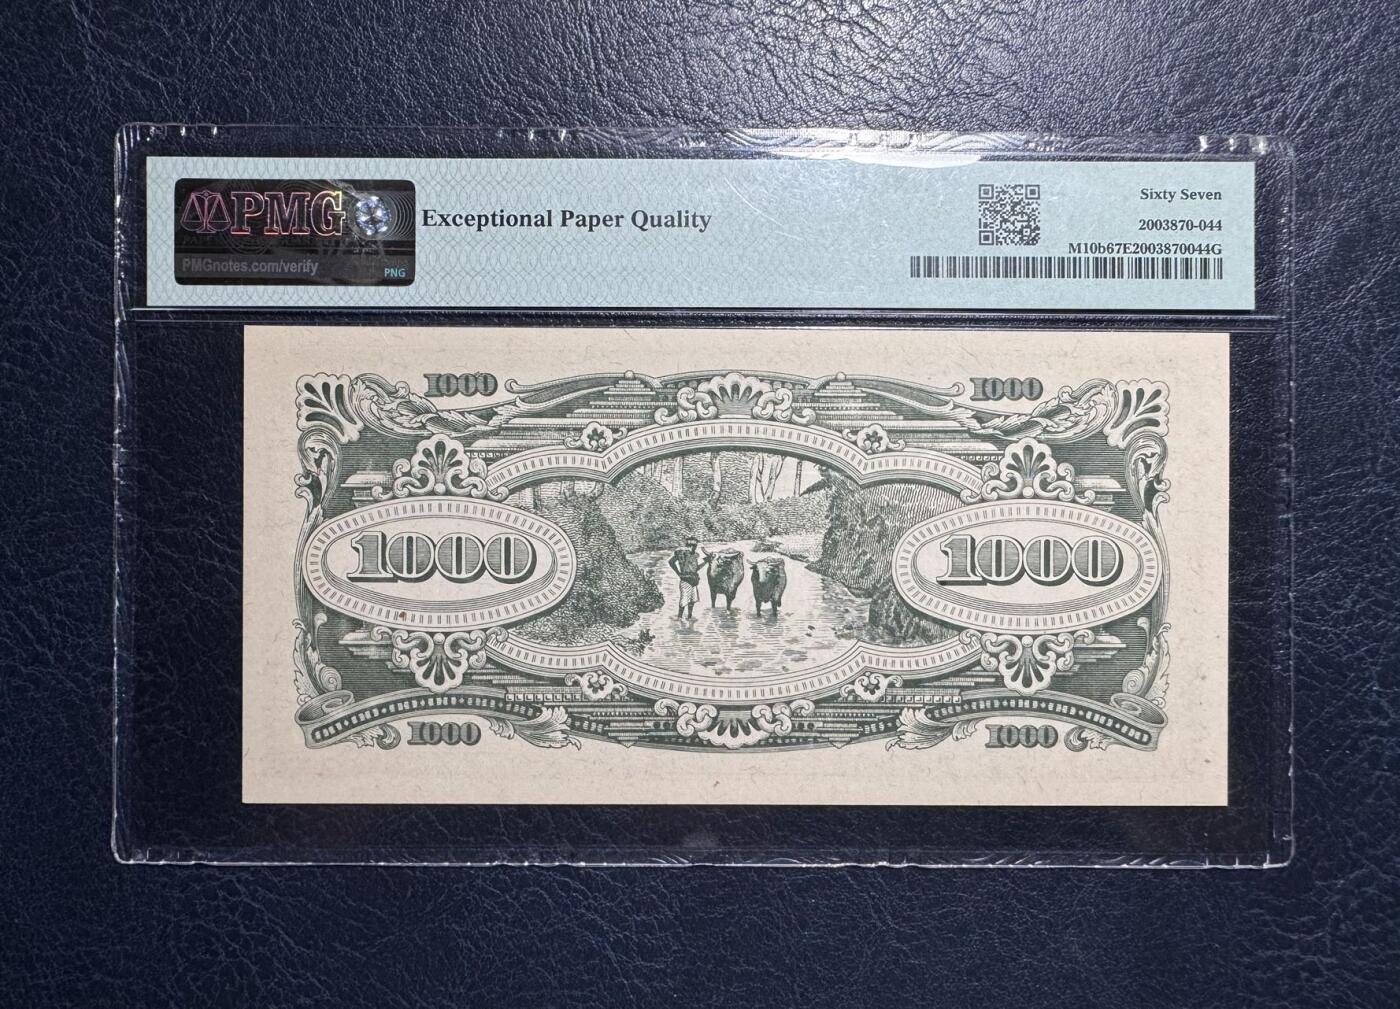 PMG
PMGnotes.com/verify
PNG
Exceptional Paper Quality
Sixty Seven
2003870-044
M10b67E2003870044G
1000
1000
1000
1000
1000
1000